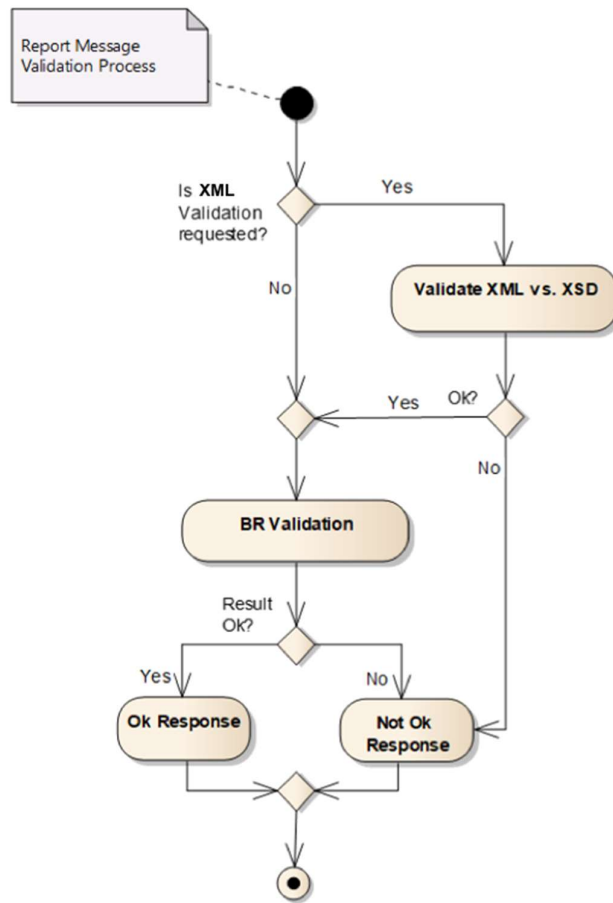 Report Message
Validation Process
Is XML
Validation
requested?
Yes
No
Validate XML vs. XSD
Ok?
Yes
No
BR Validation
Result
Ok?
Yes
No
Ok Response
Not Ok
Response